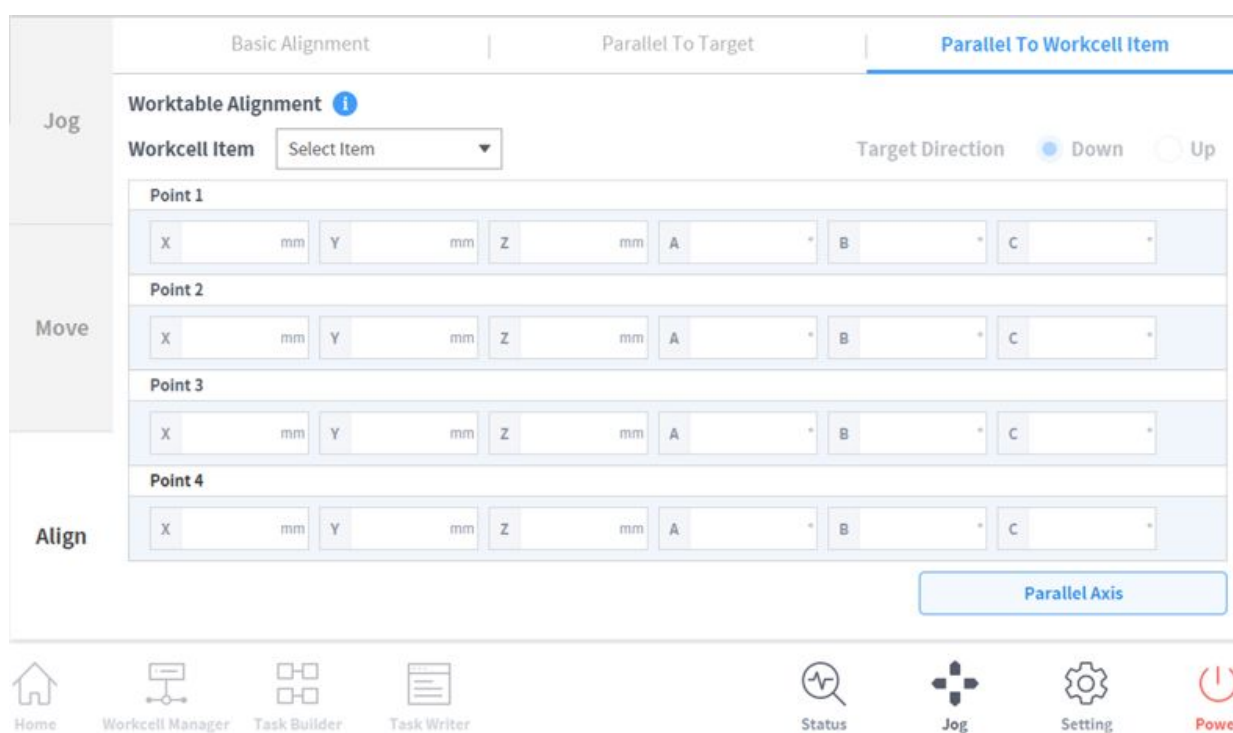 Basic Alignment | Parallel To Target | Parallel To Workcell Item
Jog
Worktable Alignment i
Workcell Item Select Item Target Direction Down Up
Point 1
X mm Y mm Z mm A ° B ° C °
Point 2
Move
X mm Y mm Z mm A ° B ° C °
Point 3
X mm Y mm Z mm A ° B ° C °
Point 4
Align
X mm Y mm Z mm A ° B ° C °
Parallel Axis
Home Workcell Manager Task Builder Task Writer Status Jog Setting Powe